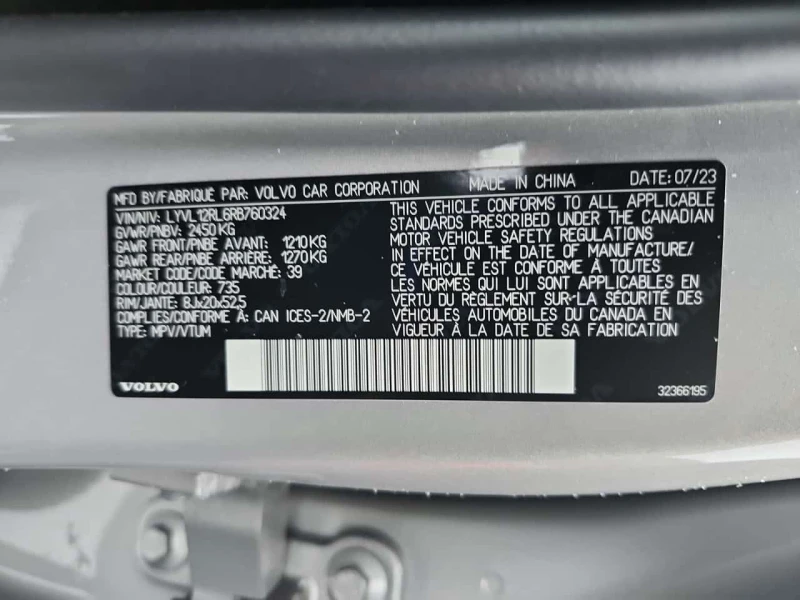 MFD BY/FABRIQUÉ PAR: VOLVO CAR CORPORATION MADE IN CHINA DATE: 07/23
VIN/NIV: LYVL12RL6RB760324
GVWR/PNBV: 2450 KG
GAWR FRONT/PNBE AVANT: 1210 KG
GAWR REAR/PNBE ARRIÈRE: 1270 KG
MARKET CODE/CODE MARCHÉ: 39
COLOUR/COULEUR: 735
RIM/JANTE: 8Jx20x52,5
COMPLIES/CONFORME À: CAN ICES-2/NMB-2
TYPE: MPV/VTUM
THIS VEHICLE CONFORMS TO ALL APPLICABLE
STANDARDS PRESCRIBED UNDER THE CANADIAN
MOTOR VEHICLE SAFETY REGULATIONS
IN EFFECT ON THE DATE OF MANUFACTURE/
CE VÉHICULE EST CONFORME À TOUTES
LES NORMES QUI LUI SONT APPLICABLES EN
VERTU DU RÈGLEMENT SUR LA SÉCURITÉ DES
VÉHICULES AUTOMOBILES DU CANADA EN
VIGUEUR À LA DATE DE SA FABRICATION
VOLVO
32366195